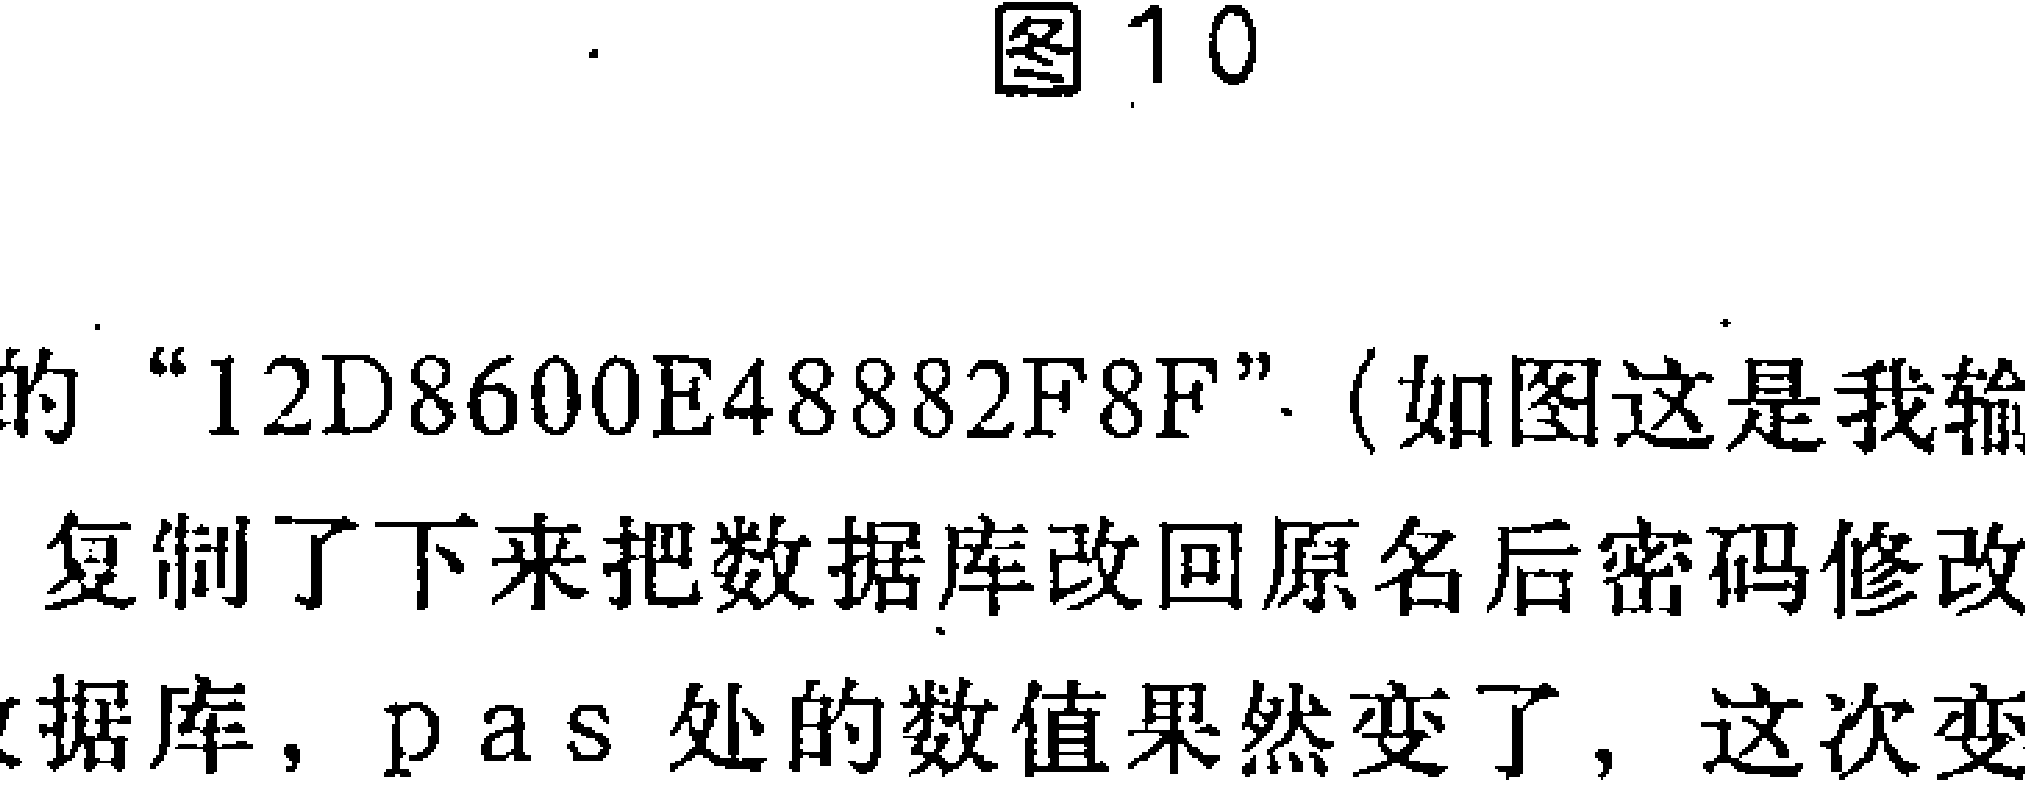 图10
的“12D8600E48882F8F”（如图这是我输
复制了下来把数据库改回原名后密码修改
据库，pas 处的数值果然变了，这次变